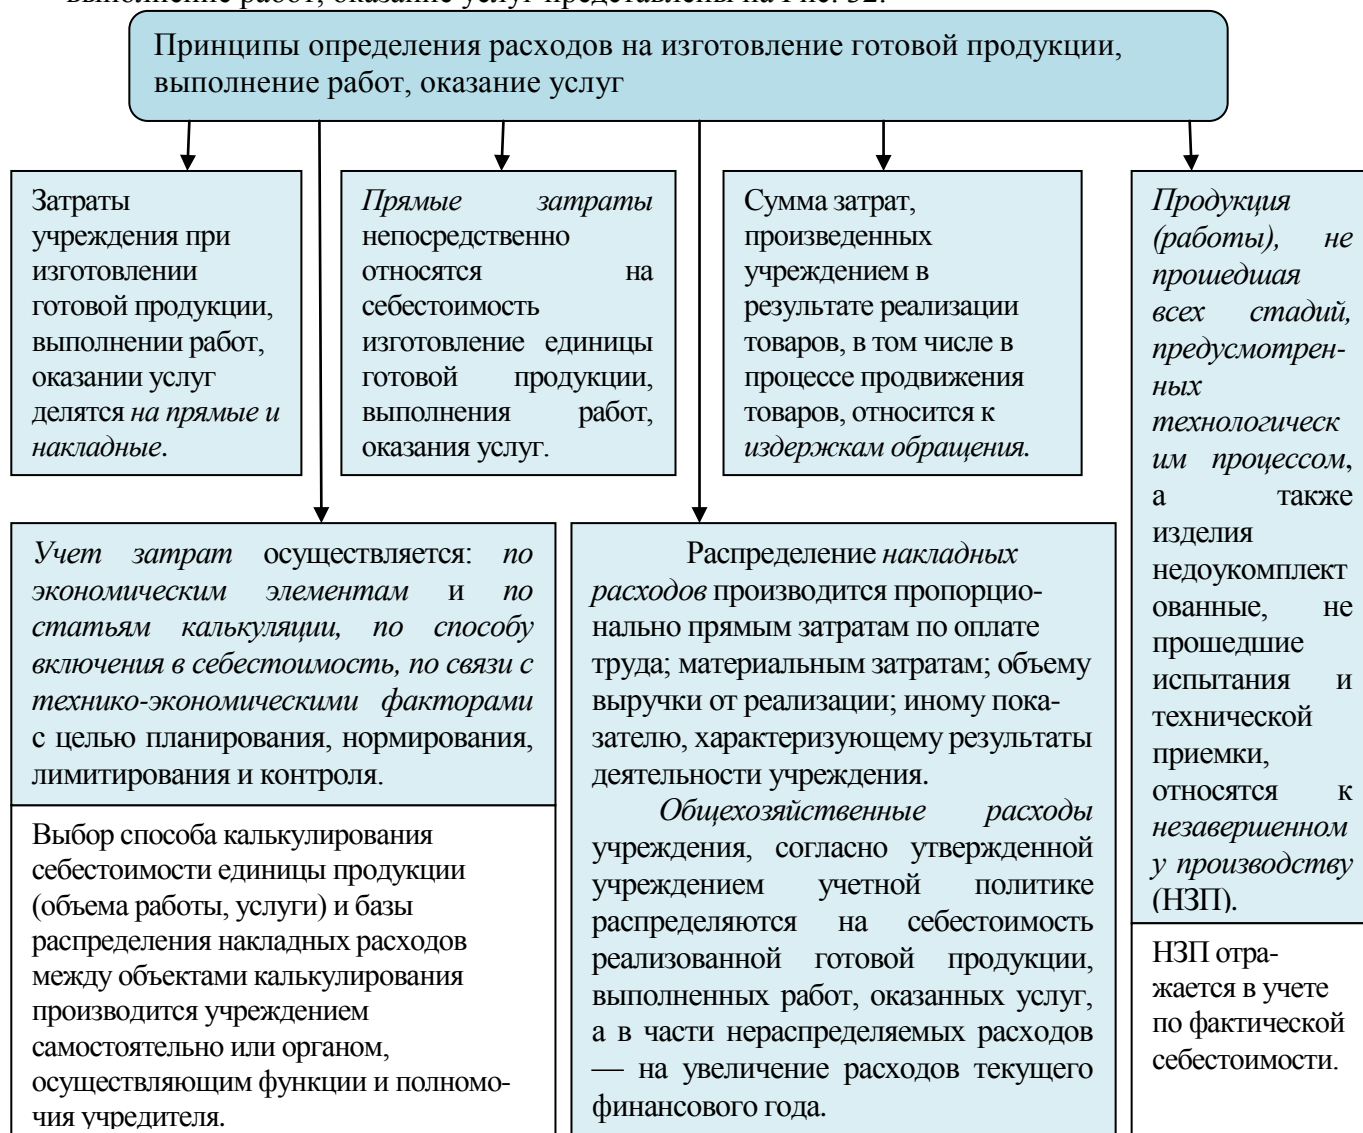 выполнение работ, оказание услуг представлены на Рис. 32.
Принципы определения расходов на изготовление готовой продукции,
выполнение работ, оказание услуг
Затраты
учреждения при
изготовлении
готовой продукции,
выполнении работ,
оказании услуг
делятся на прямые и
накладные.
Прямые затраты
непосредственно
относятся на
себестоимость
изготовление единицы
готовой продукции,
выполнения работ,
оказания услуг.
Сумма затрат,
произведенных
учреждением в
результате реализации
товаров, в том числе в
процессе продвижения
товаров, относится к
издержкам обращения.
Продукция
(работы), не
прошедшая
всех стадий,
предусмотрен-
ных
технологическ
им процессом,
а также
изделия
недоукомплект
ованные, не
прошедшие
испытания и
технической
приемки,
относятся к
незавершенном
у производству
(НЗП).
НЗП отра-
жается в учете
по фактической
себестоимости.
Учет затрат осуществляется: по
экономическим элементам и по
статьям калькуляции, по способу
включения в себестоимость, по связи с
технико-экономическими факторами
с целью планирования, нормирования,
лимитирования и контроля.
Выбор способа калькулирования
себестоимости единицы продукции
(объема работы, услуги) и базы
распределения накладных расходов
между объектами калькулирования
производится учреждением
самостоятельно или органом,
осуществляющим функции и полномо-
чия учредителя.
Распределение накладных
расходов производится пропорцио-
нально прямым затратам по оплате
труда; материальным затратам; объему
выручки от реализации; иному пока-
зателю, характеризующему результаты
деятельности учреждения.
Общехозяйственные расходы
учреждения, согласно утвержденной
учреждением учетной политике
распределяются на себестоимость
реализованной готовой продукции,
выполненных работ, оказанных услуг,
а в части нераспределяемых расходов
— на увеличение расходов текущего
финансового года.